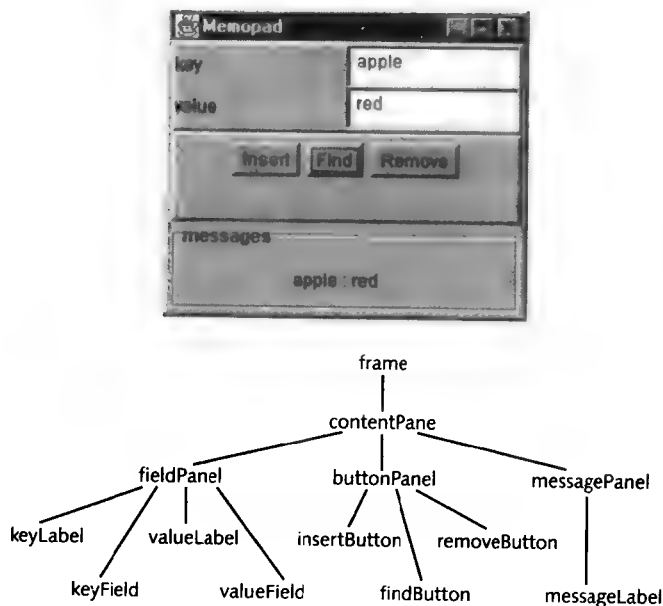 Memopad
key
apple
value
red
Insert Find Remove
messages
apple : red
frame
contentPane
fieldPanel buttonPanel messagePanel
keyLabel valueLabel insertButton removeButton
keyField valueField findButton messageLabel